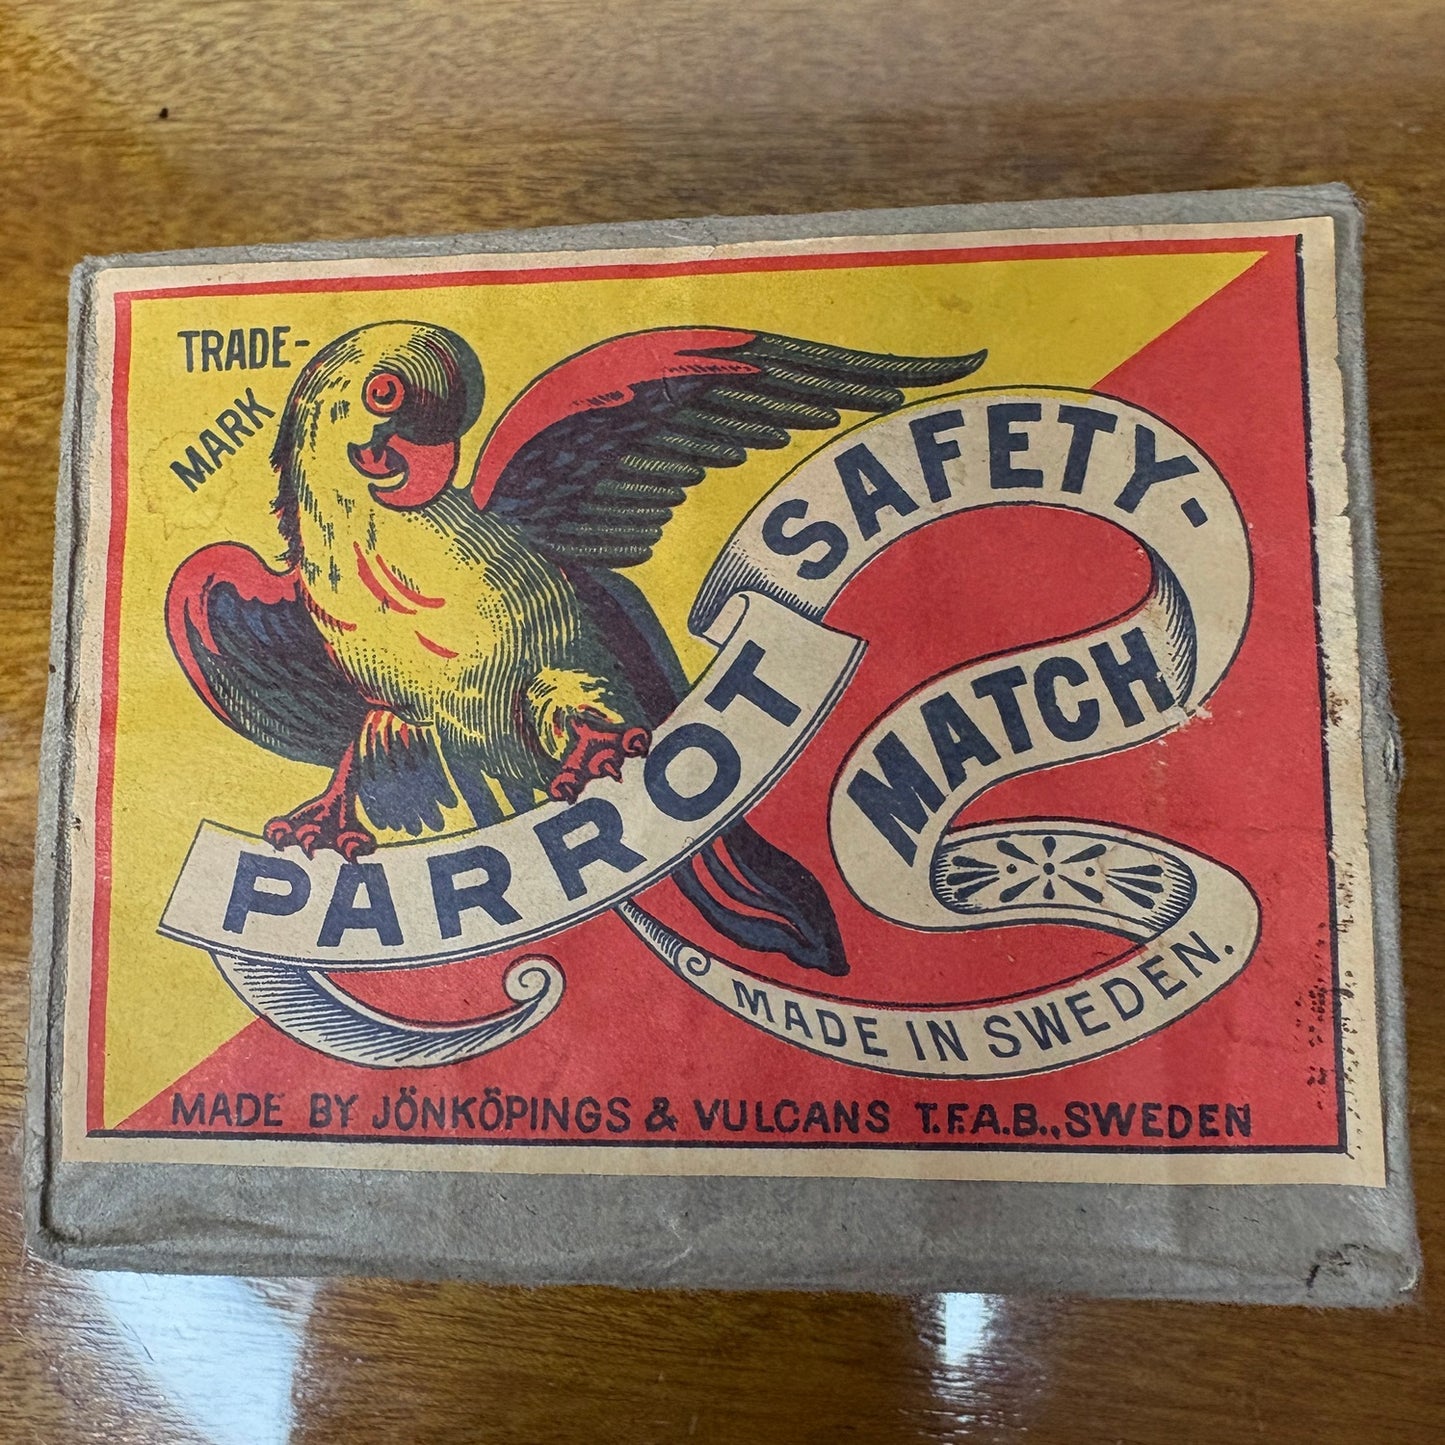 TRADE-
MARK
SAFETY-
MATCH
PARROT
MADE IN SWEDEN.
MADE BY JÖNKÖPINGS & VULCANS T.F.A.B., SWEDEN